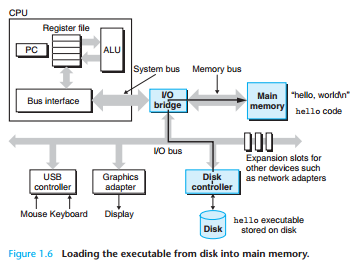 CPU
Register file
PC
ALU
System bus
Memory bus
Bus interface
I/O
bridge
Main
memory
"hello, world\n"
hello code
I/O bus
Expansion slots for
other devices such
as network adapters
USB
controller
Graphics
adapter
Disk
controller
Mouse Keyboard
Display
Disk
hello executable
stored on disk
Figure 1.6 Loading the executable from disk into main memory.